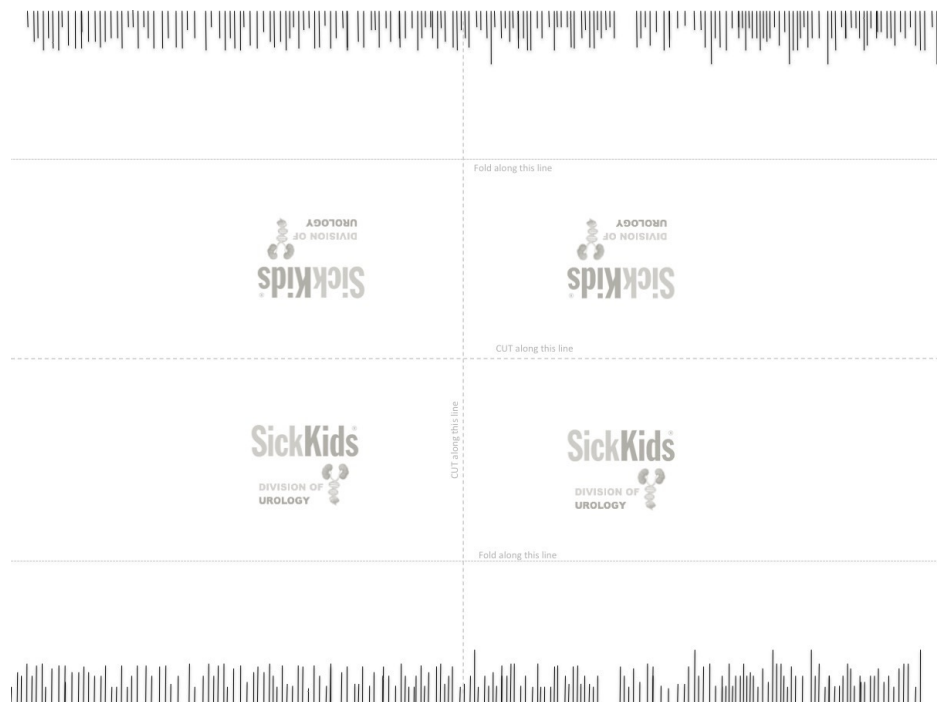 Fold along this line
UROLOGY
DIVISION OF
SickKids
UROLOGY
DIVISION OF
SickKids
CUT along this line
CUT along this line
SickKids®
DIVISION OF
UROLOGY
SickKids®
DIVISION OF
UROLOGY
Fold along this line